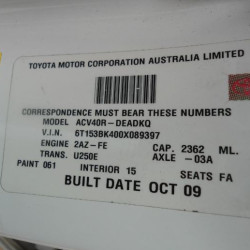 TOYOTA MOTOR CORPORATION AUSTRALIA LIMITED
CORRESPONDENCE MUST BEAR THESE NUMBERS
MODEL ACV40R-DEADKQ
V.I.N. 6T153BK400X089397
ENGINE 2AZ-FE CAP. 2362 ML.
TRANS. U250E AXLE -03A
PAINT 061 INTERIOR 15 SEATS FA
BUILT DATE OCT 09